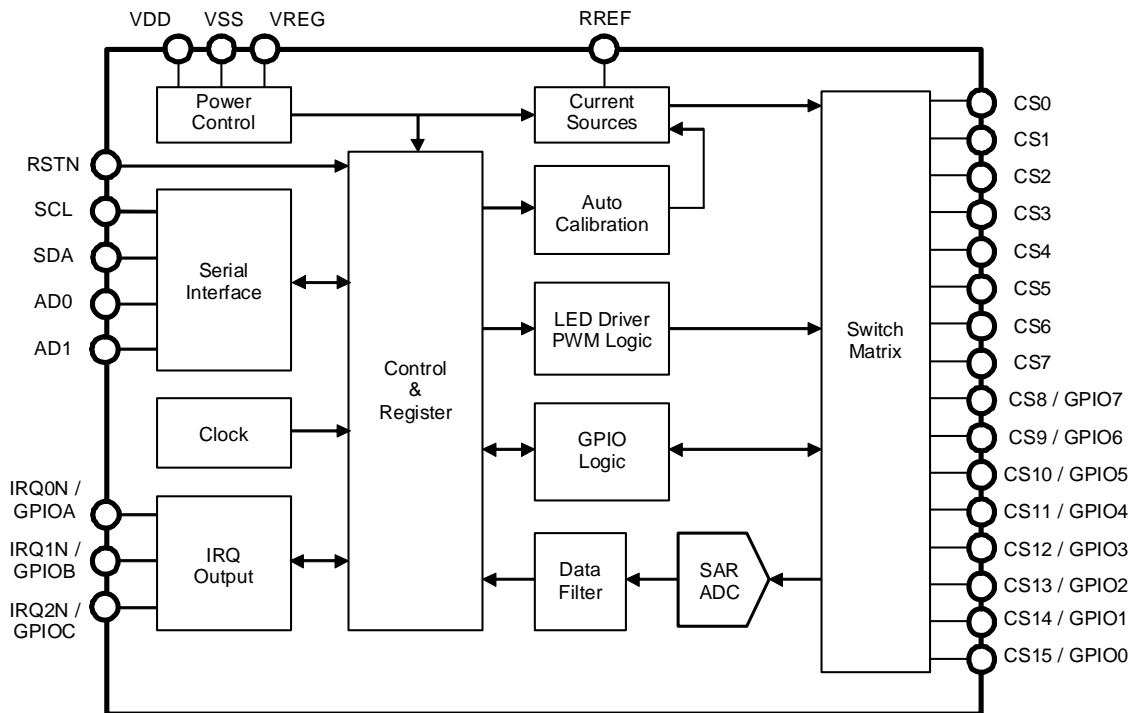 VDD
VSS
VREG
RREF
Power
Control
Current
Sources
CS0
CS1
RSTN
CS2
SCL
Auto
Calibration
CS3
SDA
Serial
Interface
CS4
AD0
CS5
LED Driver
PWM Logic
Switch
Matrix
CS6
AD1
Control
&
Register
CS7
CS8 / GPIO7
Clock
GPIO
Logic
CS9 / GPIO6
CS10 / GPIO5
IRQ0N /
GPIOA
CS11 / GPIO4
IRQ1N /
GPIOB
IRQ
Output
Data
Filter
SAR
ADC
CS12 / GPIO3
CS13 / GPIO2
IRQ2N /
GPIOC
CS14 / GPIO1
CS15 / GPIO0